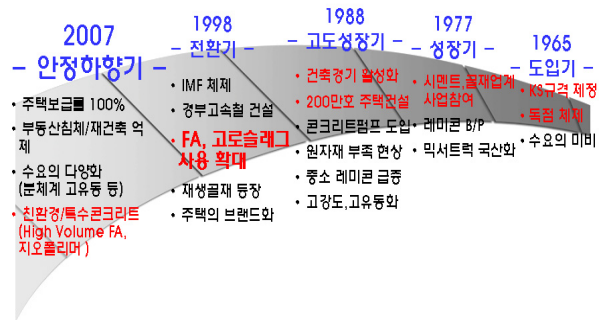 2007
– 안정하향기 –
• 주택보급률 100%
• 부동산침체/재건축 억
제
• 수요의 다양화
(분체계 고유동 등)
• 친환경/특수콘크리트
(High Volume FA,
지오폴리머 )
1998
– 전환기 –
• IMF 체제
• 경부고속철 건설
• FA, 고로슬래그
사용 확대
• 재생골재 등장
• 주택의 브랜드화
1988
– 고도성장기 –
• 건축경기 활성화
• 200만호 주택건설
• 콘크리트펌프 도입
• 원자재 부족 현상
• 중소 레미콘 급증
• 고강도,고유동화
1977
– 성장기 –
• 시멘트,골재업계
사업참여
• 레미콘 B/P
• 믹서트럭 국산화
1965
– 도입기 –
• KS규격 제정
• 독점 체제
• 수요의 미비